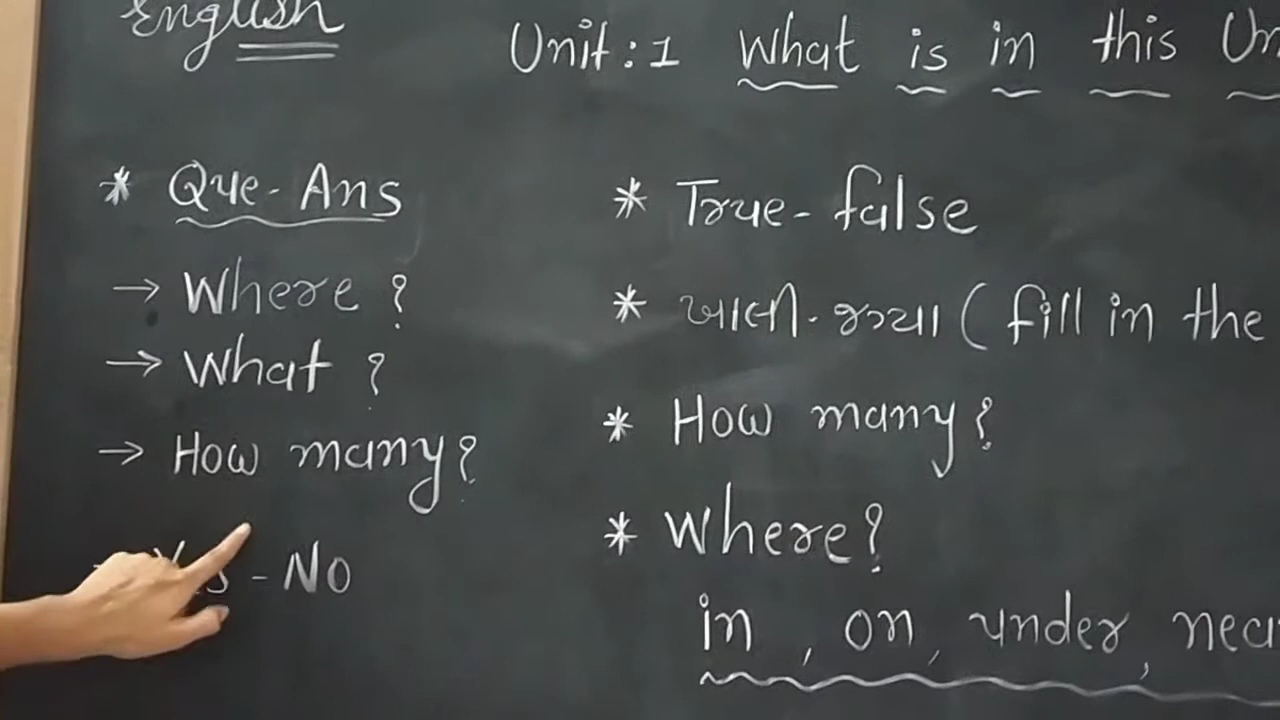 English
Unit : 1 What is in this
* Que - Ans
→ Where ?
→ What ?
→ How many?
- No
* True - false
* ખાલી - જગ્યા ( fill in the
* How many?
* Where?
in , on, under,